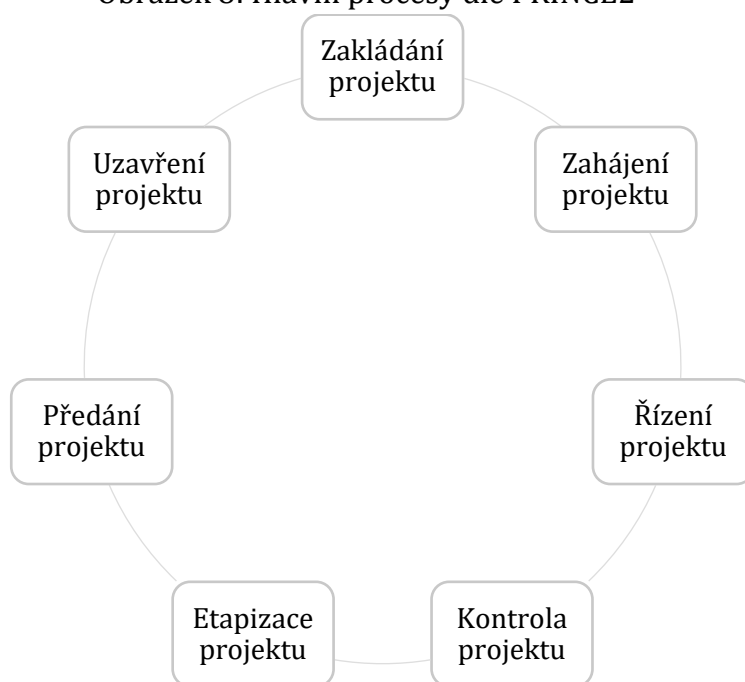 Zakládání
projektu
Zahájení
projektu
Řízení
projektu
Kontrola
projektu
Etapizace
projektu
Předání
projektu
Uzavření
projektu